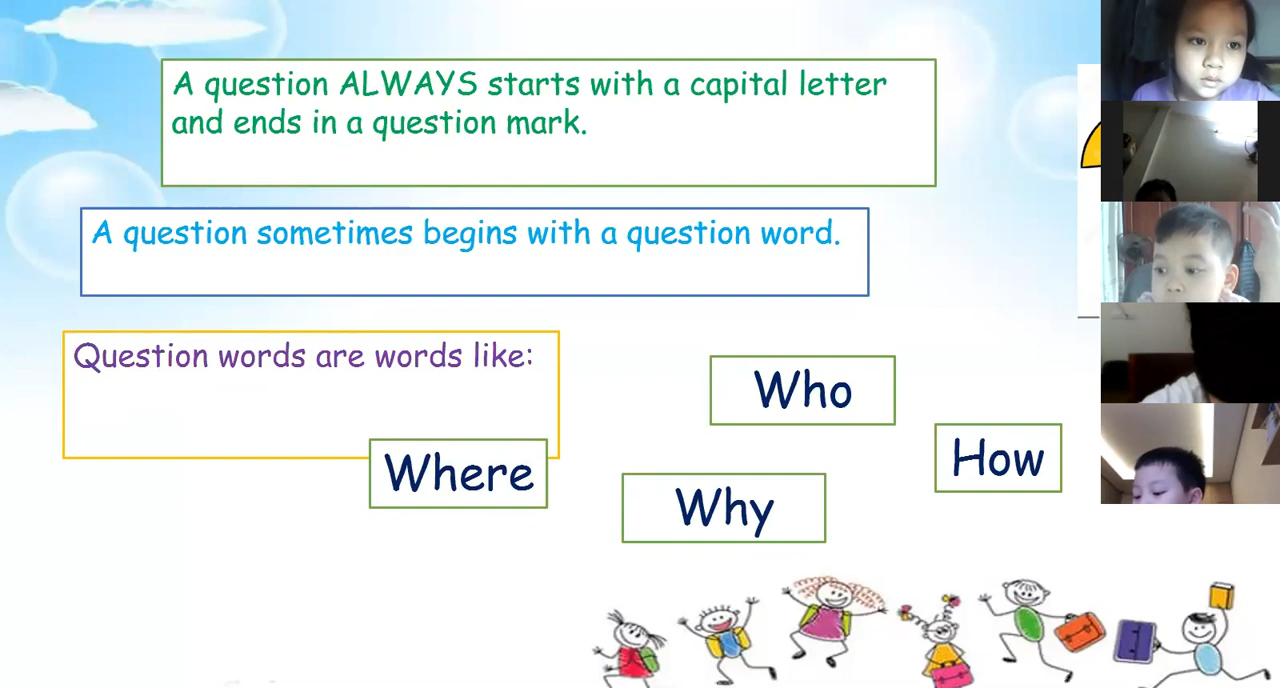 A question ALWAYS starts with a capital letter
and ends in a question mark.
A question sometimes begins with a question word.
Question words are words like:
Who
How
Where
Why